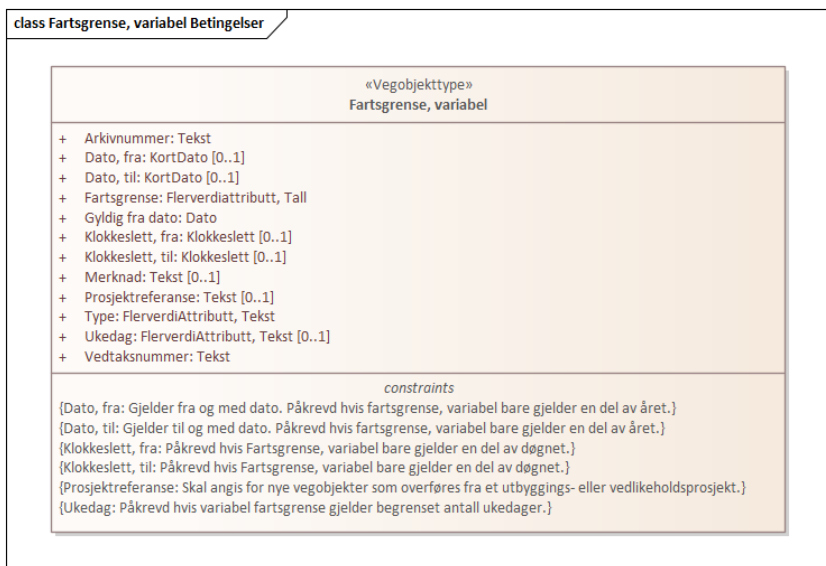 class Fartsgrense, variabel Betingelser
«Vegobjekttype»
Fartsgrense, variabel
+ Arkivnummer: Tekst
+ Dato, fra: KortDato [0..1]
+ Dato, til: KortDato [0..1]
+ Fartsgrense: Flerverdiattributt, Tall
+ Gyldig fra dato: Dato
+ Klokkeslett, fra: Klokkeslett [0..1]
+ Klokkeslett, til: Klokkeslett [0..1]
+ Merknad: Tekst [0..1]
+ Prosjektreferanse: Tekst [0..1]
+ Type: FlerverdiAttributt, Tekst
+ Ukedag: FlerverdiAttributt, Tekst [0..1]
+ Vedtaksnummer: Tekst
constraints
{Dato, fra: Gjelder fra og med dato. Påkrevd hvis fartsgrense, variabel bare gjelder en del av året.}
{Dato, til: Gjelder til og med dato. Påkrevd hvis fartsgrense, variabel bare gjelder en del av året.}
{Klokkeslett, fra: Påkrevd hvis Fartsgrense, variabel bare gjelder en del av døgnet.}
{Klokkeslett, til: Påkrevd hvis Fartsgrense, variabel bare gjelder en del av døgnet.}
{Prosjektreferanse: Skal angis for nye vegobjekter som overføres fra et utbyggings- eller vedlikeholdsprosjekt.}
{Ukedag: Påkrevd hvis variabel fartsgrense gjelder begrenset antall ukedager.}